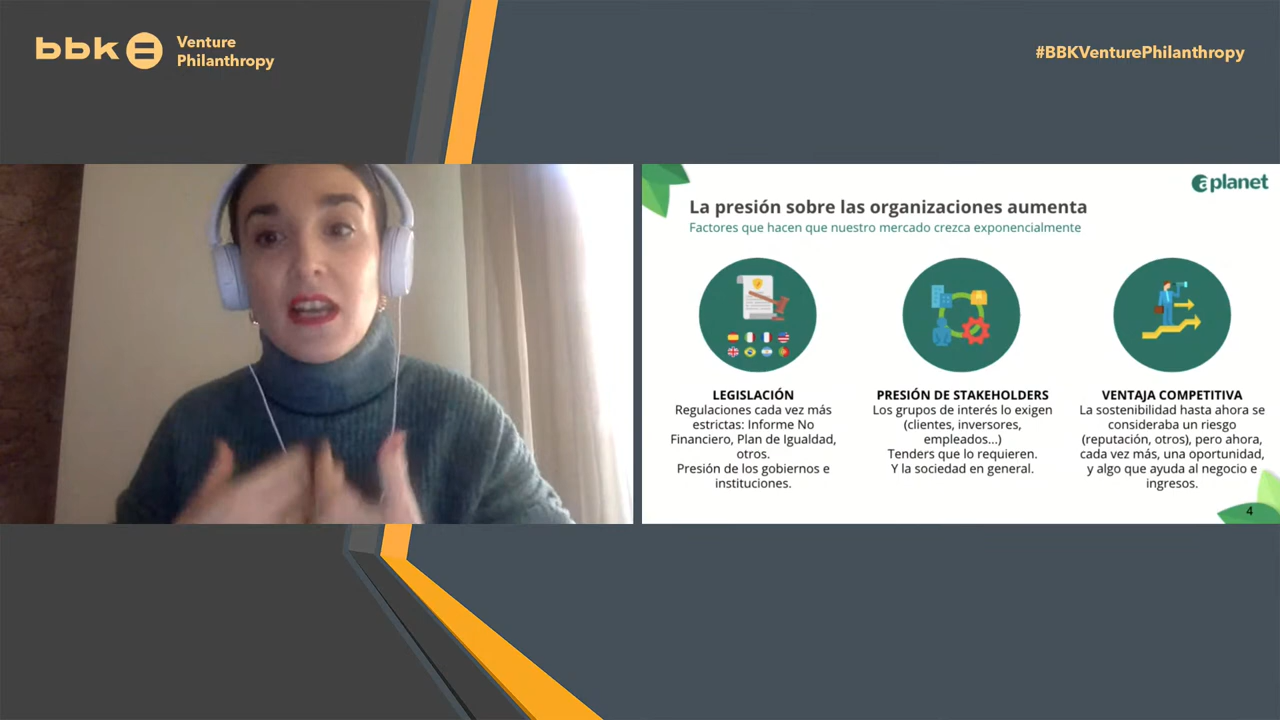 bbk
Venture
Philanthropy
#BBKVenturePhilanthropy
aplanet
La presión sobre las organizaciones aumenta
Factores que hacen que nuestro mercado crezca exponencialmente
LEGISLACIÓN
Regulaciones cada vez más
estrictas: Informe No
Financiero, Plan de Igualdad,
otros.
Presión de los gobiernos e
instituciones.
PRESIÓN DE STAKEHOLDERS
Los grupos de interés lo exigen
(clientes, inversores,
empleados...)
Tenders que lo requieren.
Y la sociedad en general.
VENTAJA COMPETITIVA
La sostenibilidad hasta ahora se
consideraba un riesgo
(reputación, otros), pero ahora,
cada vez más, una oportunidad,
y algo que ayuda al negocio e
ingresos.
4